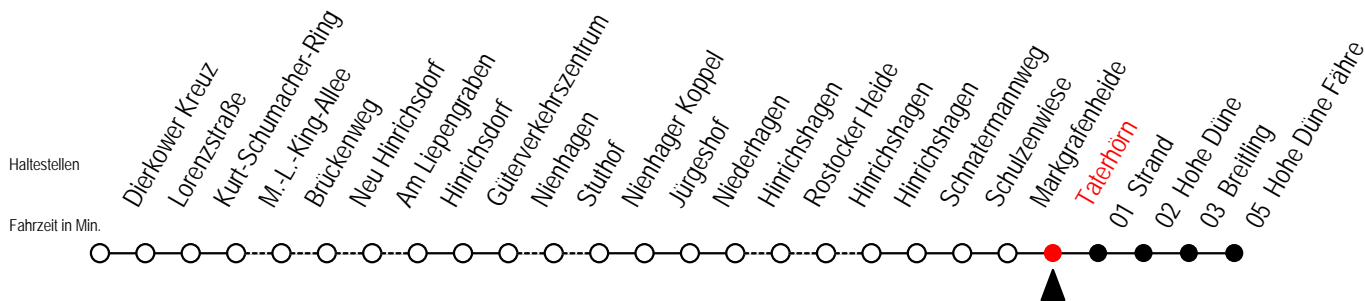 Haltestellen
Fahrzeit in Min.
Dierkower Kreuz
Lorenzstraße
Kurt-Schumacher-Ring
M.-L.-King-Allee
Brückenweg
Neu Hinrichsdorf
Am Liepengraben
Hinrichsdorf
Güterverkehrszentrum
Nienhagen
Stuthof
Nienhager Koppel
Jürgeshof
Niederhagen
Hinrichshagen
Rostocker Heide
Hinrichshagen
Hinrichshagen
Schnatermannweg
Schulzenwiese
Markgrafenheide
Taterhörn
01 Strand
02 Hohe Düne
03 Breitling
05 Hohe Düne Fähre